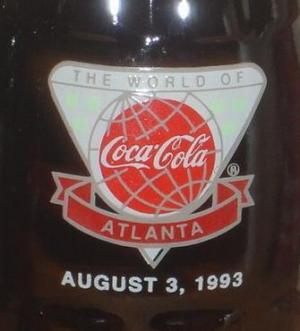 THE WORLD OF
Coca-Cola
®
ATLANTA
AUGUST 3, 1993